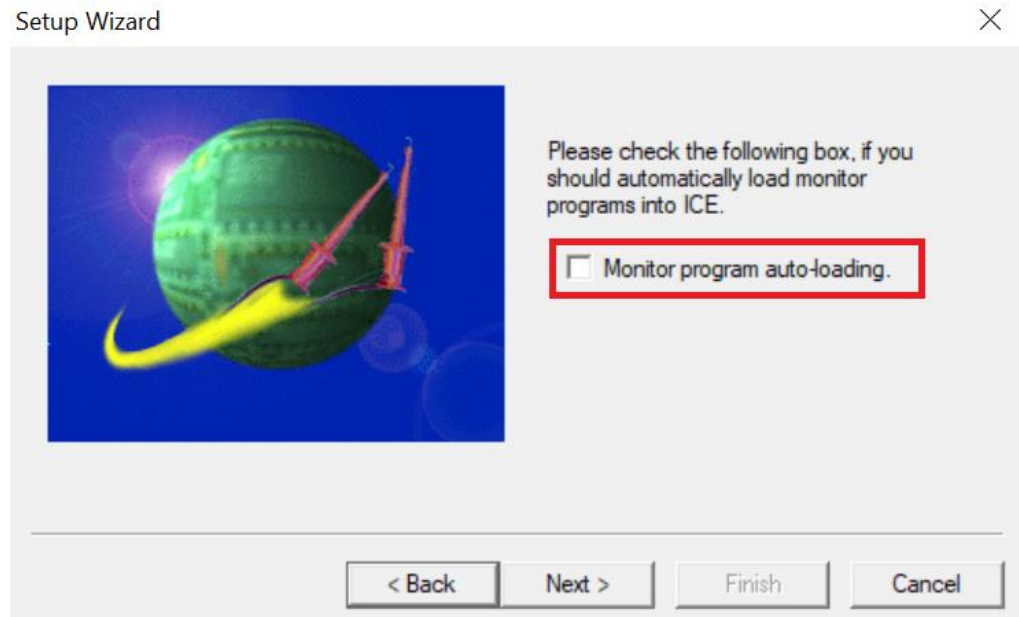 Setup Wizard
Please check the following box, if you
should automatically load monitor
programs into ICE.
Monitor program auto-loading.
< Back
Next >
Finish
Cancel